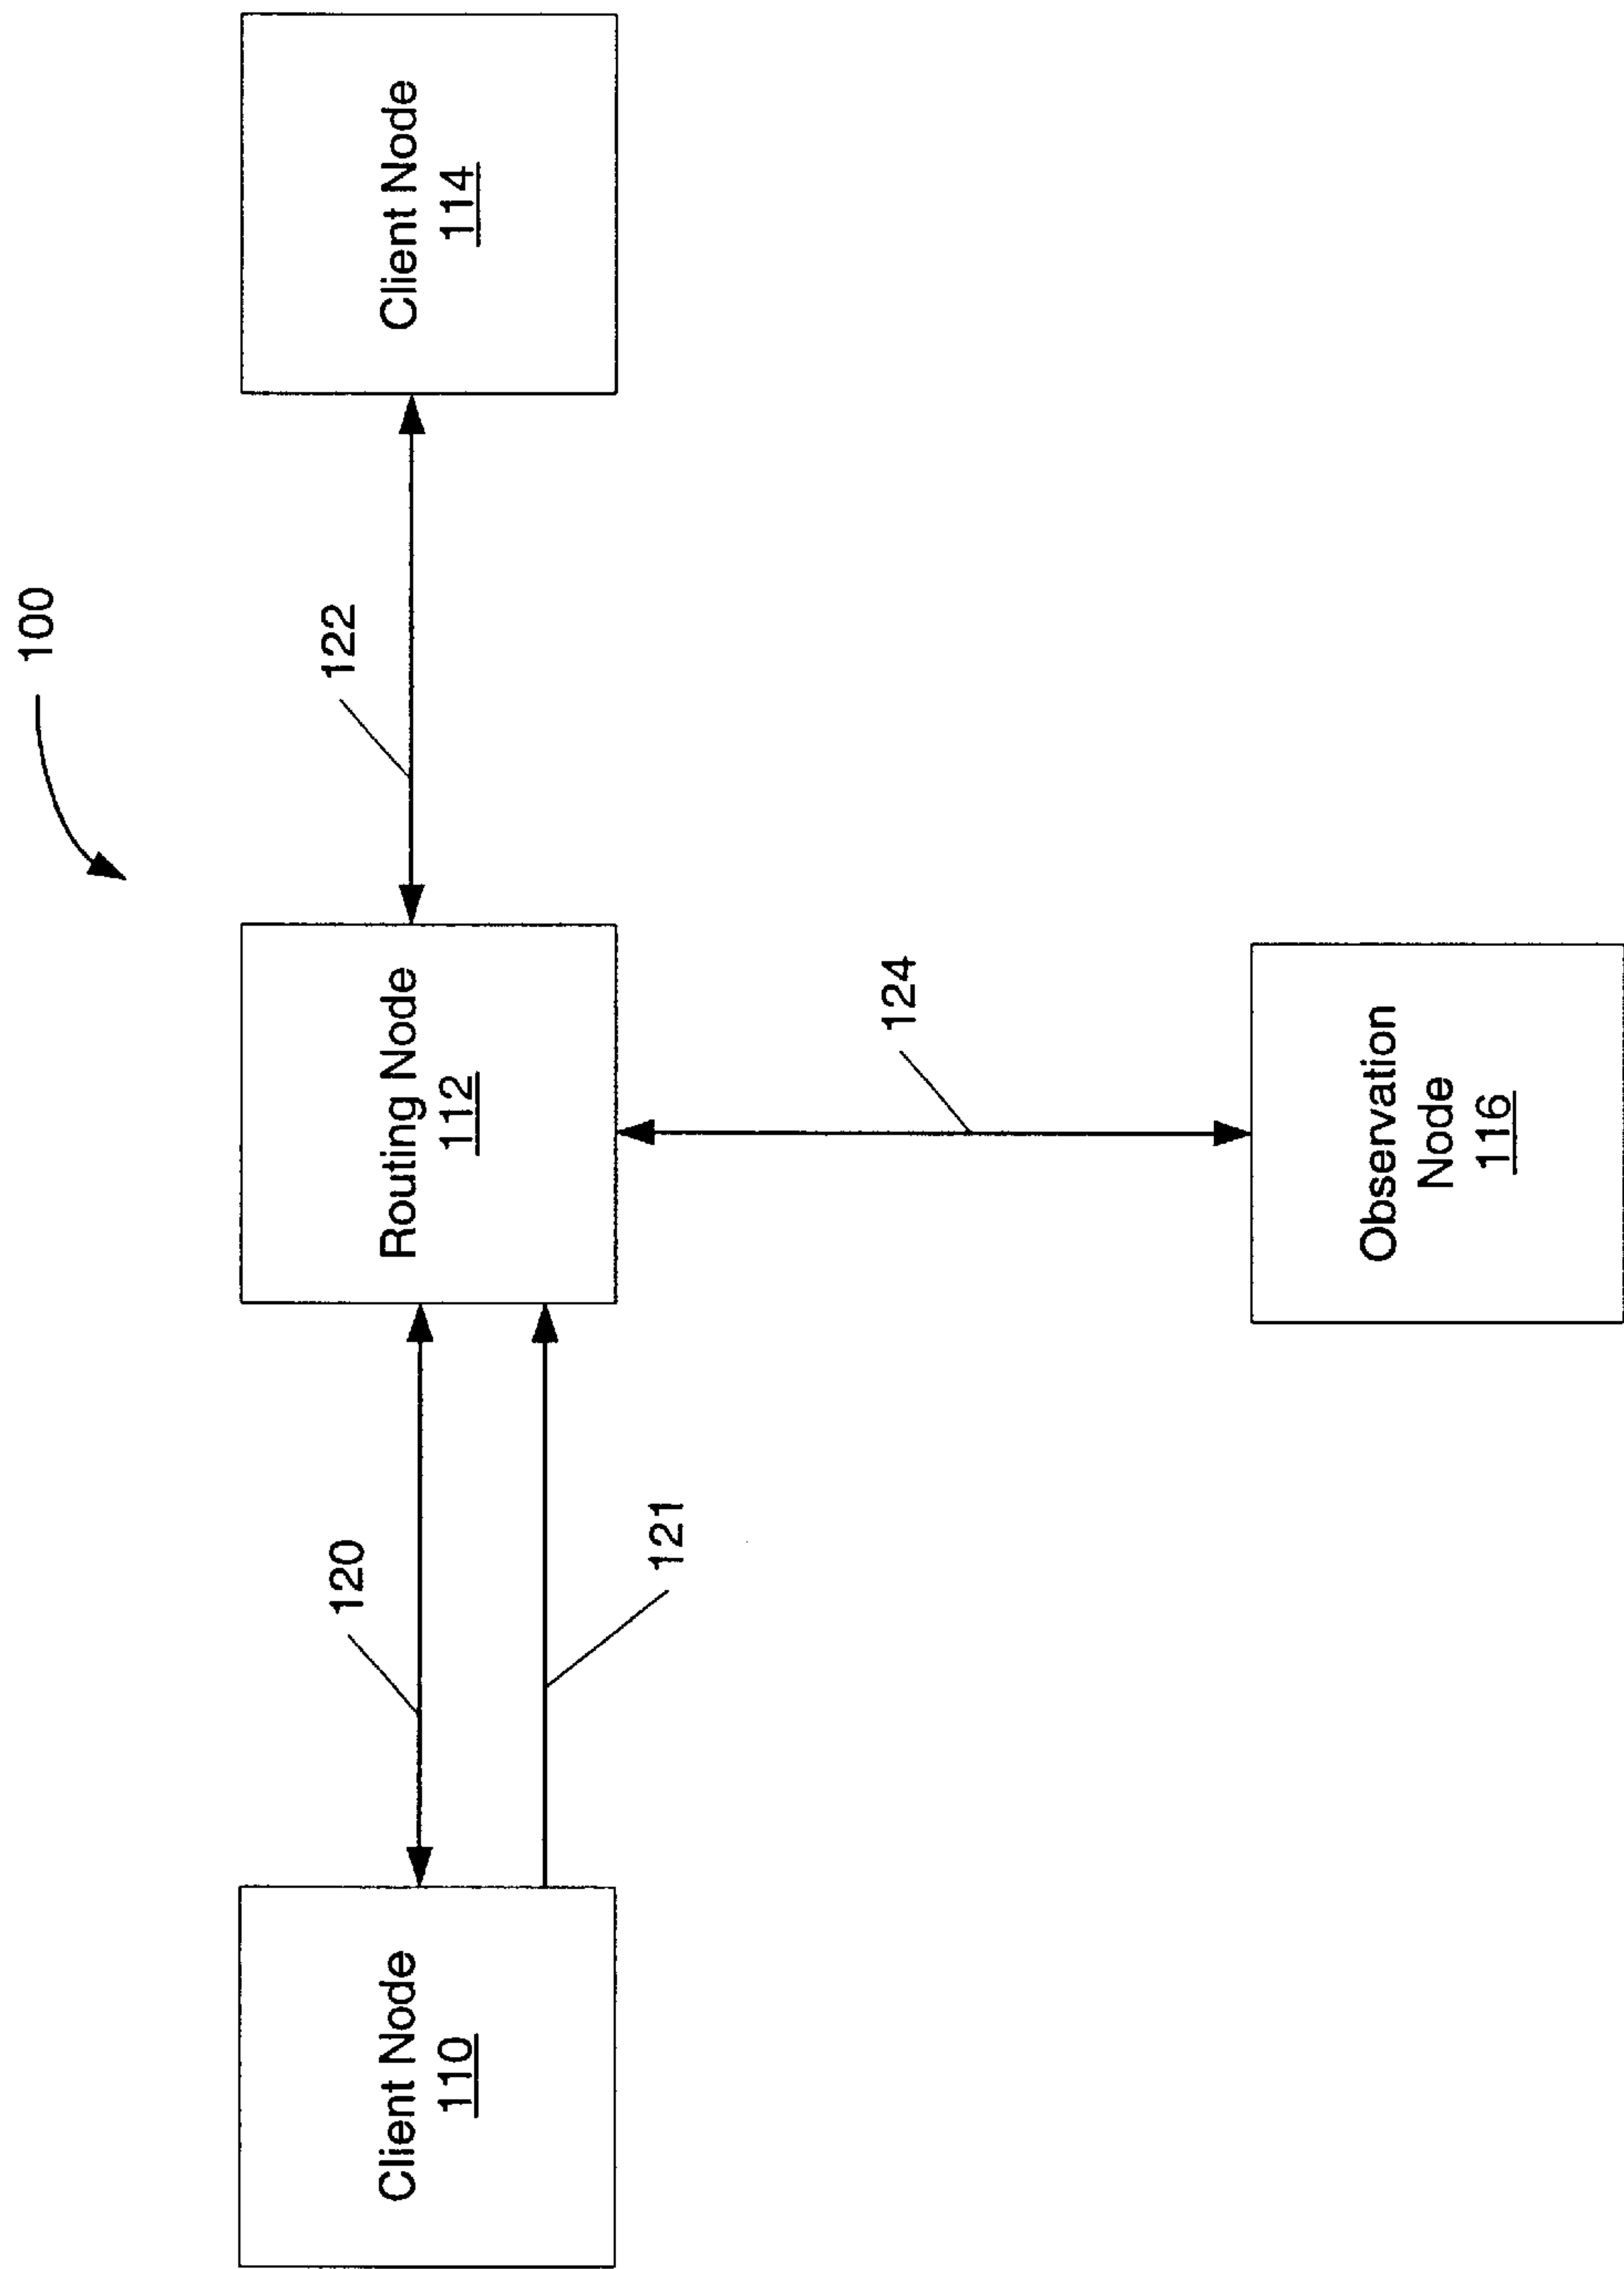 100
Client Node
110
120
121
Routing Node
112
122
Client Node
114
124
Observation
Node
116